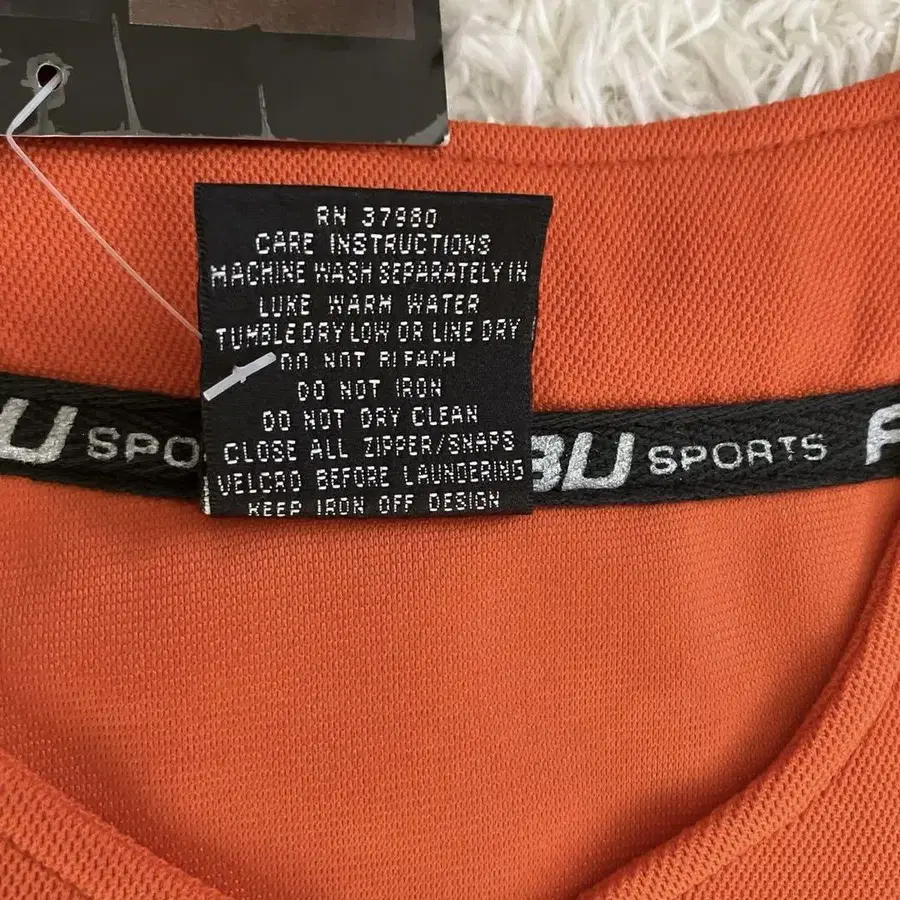 RN 37980
CARE INSTRUCTIONS
MACHINE WASH SEPARATELY IN
LUKE WARM WATER
TUMBLE DRY LOW OR LINE DRY
DO NOT BLEACH
DO NOT IRON
DO NOT DRY CLEAN
CLOSE ALL ZIPPER/SNAPS
VELCRO BEFORE LAUNDERING
KEEP IRON OFF DESIGN
U SPO
BU SPORTS